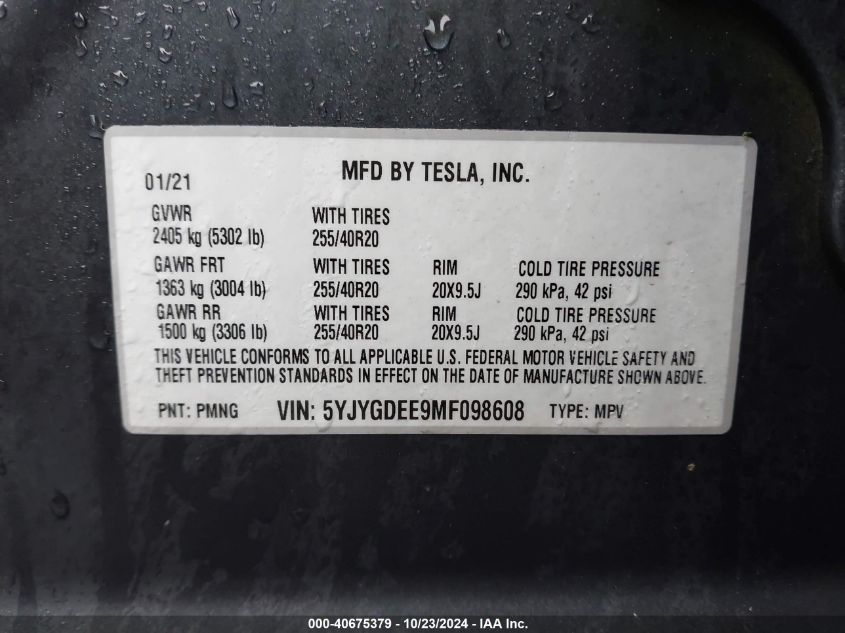 01/21 MFD BY TESLA, INC.
GVWR WITH TIRES
2405 kg (5302 lb) 255/40R20
GAWR FRT WITH TIRES RIM COLD TIRE PRESSURE
1363 kg (3004 lb) 255/40R20 20X9.5J 290 kPa, 42 psi
GAWR RR WITH TIRES RIM COLD TIRE PRESSURE
1500 kg (3306 lb) 255/40R20 20X9.5J 290 kPa, 42 psi
THIS VEHICLE CONFORMS TO ALL APPLICABLE U.S. FEDERAL MOTOR VEHICLE SAFETY AND
THEFT PREVENTION STANDARDS IN EFFECT ON THE DATE OF MANUFACTURE SHOWN ABOVE.
PNT: PMNG VIN: 5YJYGDEE9MF098608 TYPE: MPV
000-40675379 - 10/23/2024 - IAA Inc.